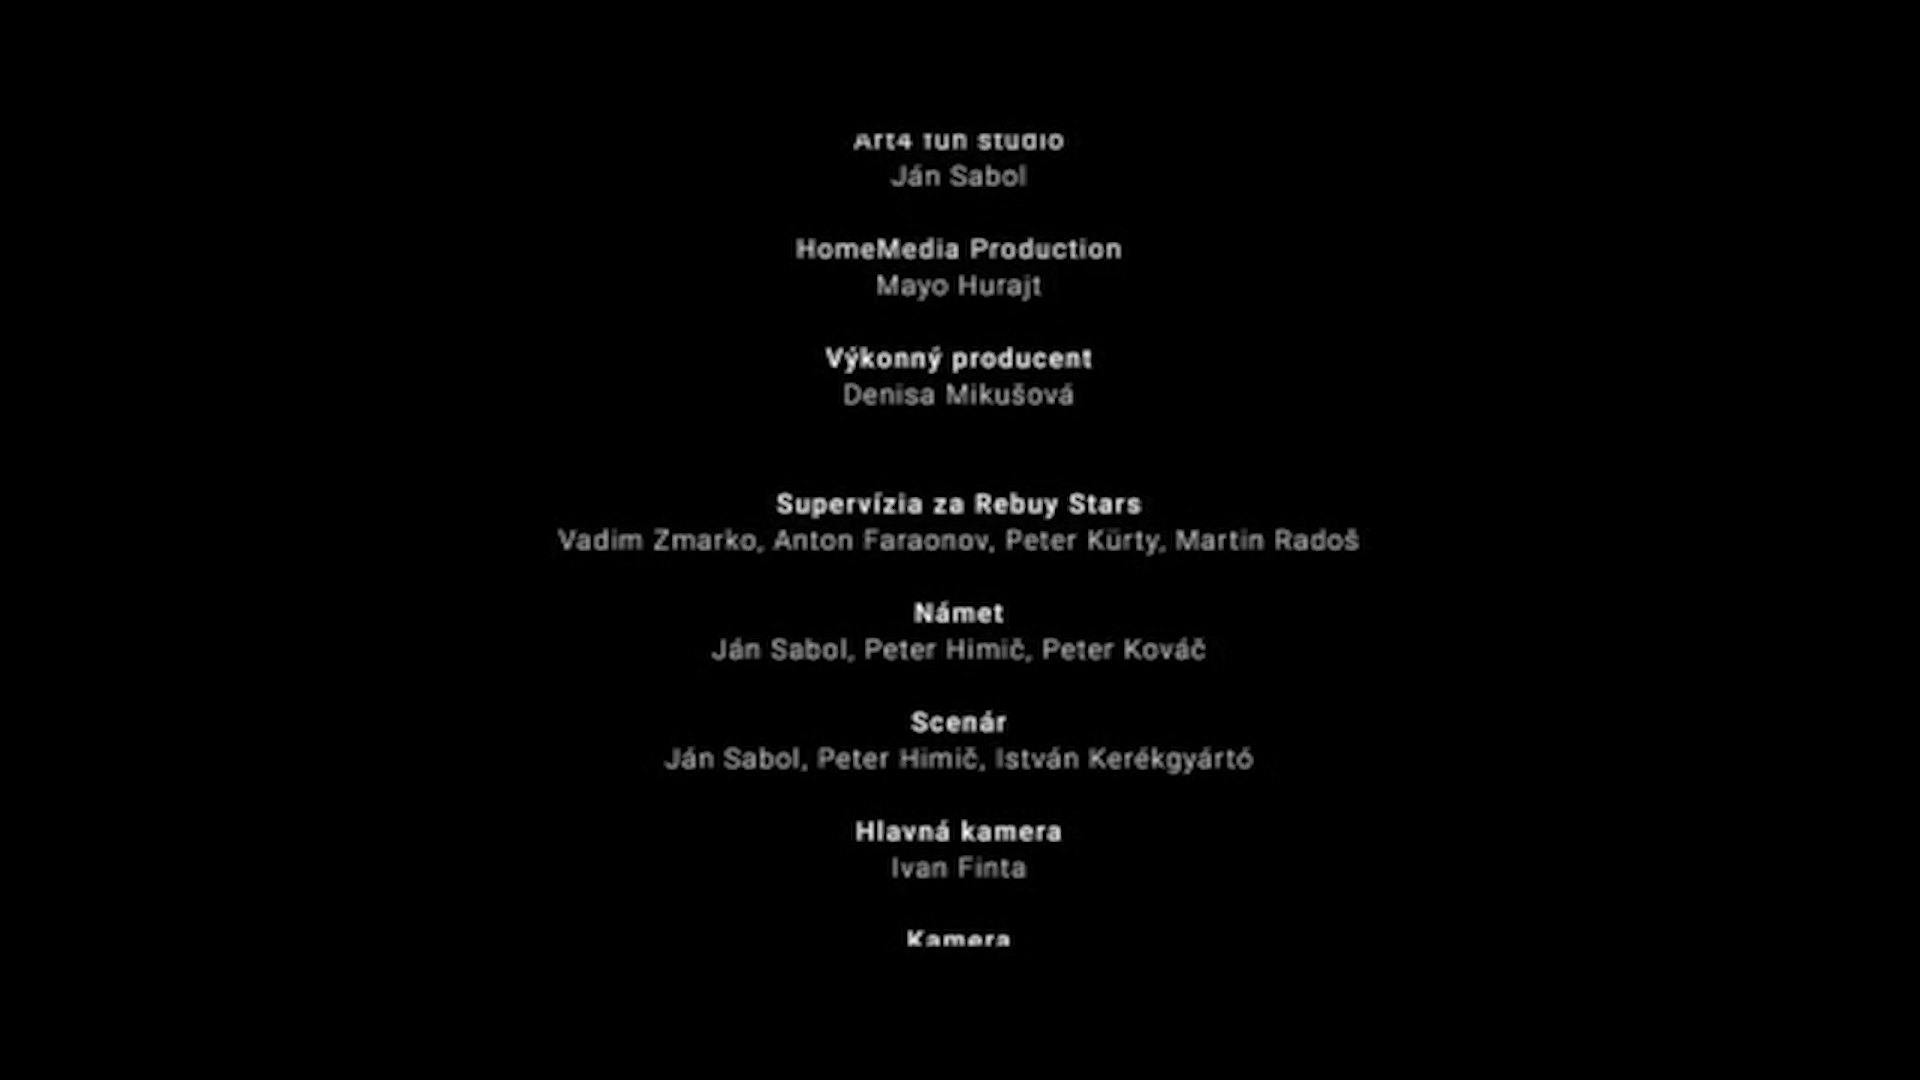 Art4 fun studio
Ján Sabol
HomeMedia Production
Mayo Hurajt
Výkonný producent
Denisa Mikušová
Supervízia za Rebuy Stars
Vadim Zmarko, Anton Faraonov, Peter Kürty, Martin Radoš
Námet
Ján Sabol, Peter Himič, Peter Kováč
Scenár
Ján Sabol, Peter Himič, István Kerékgyártó
Hlavná kamera
Ivan Finta
Kamera